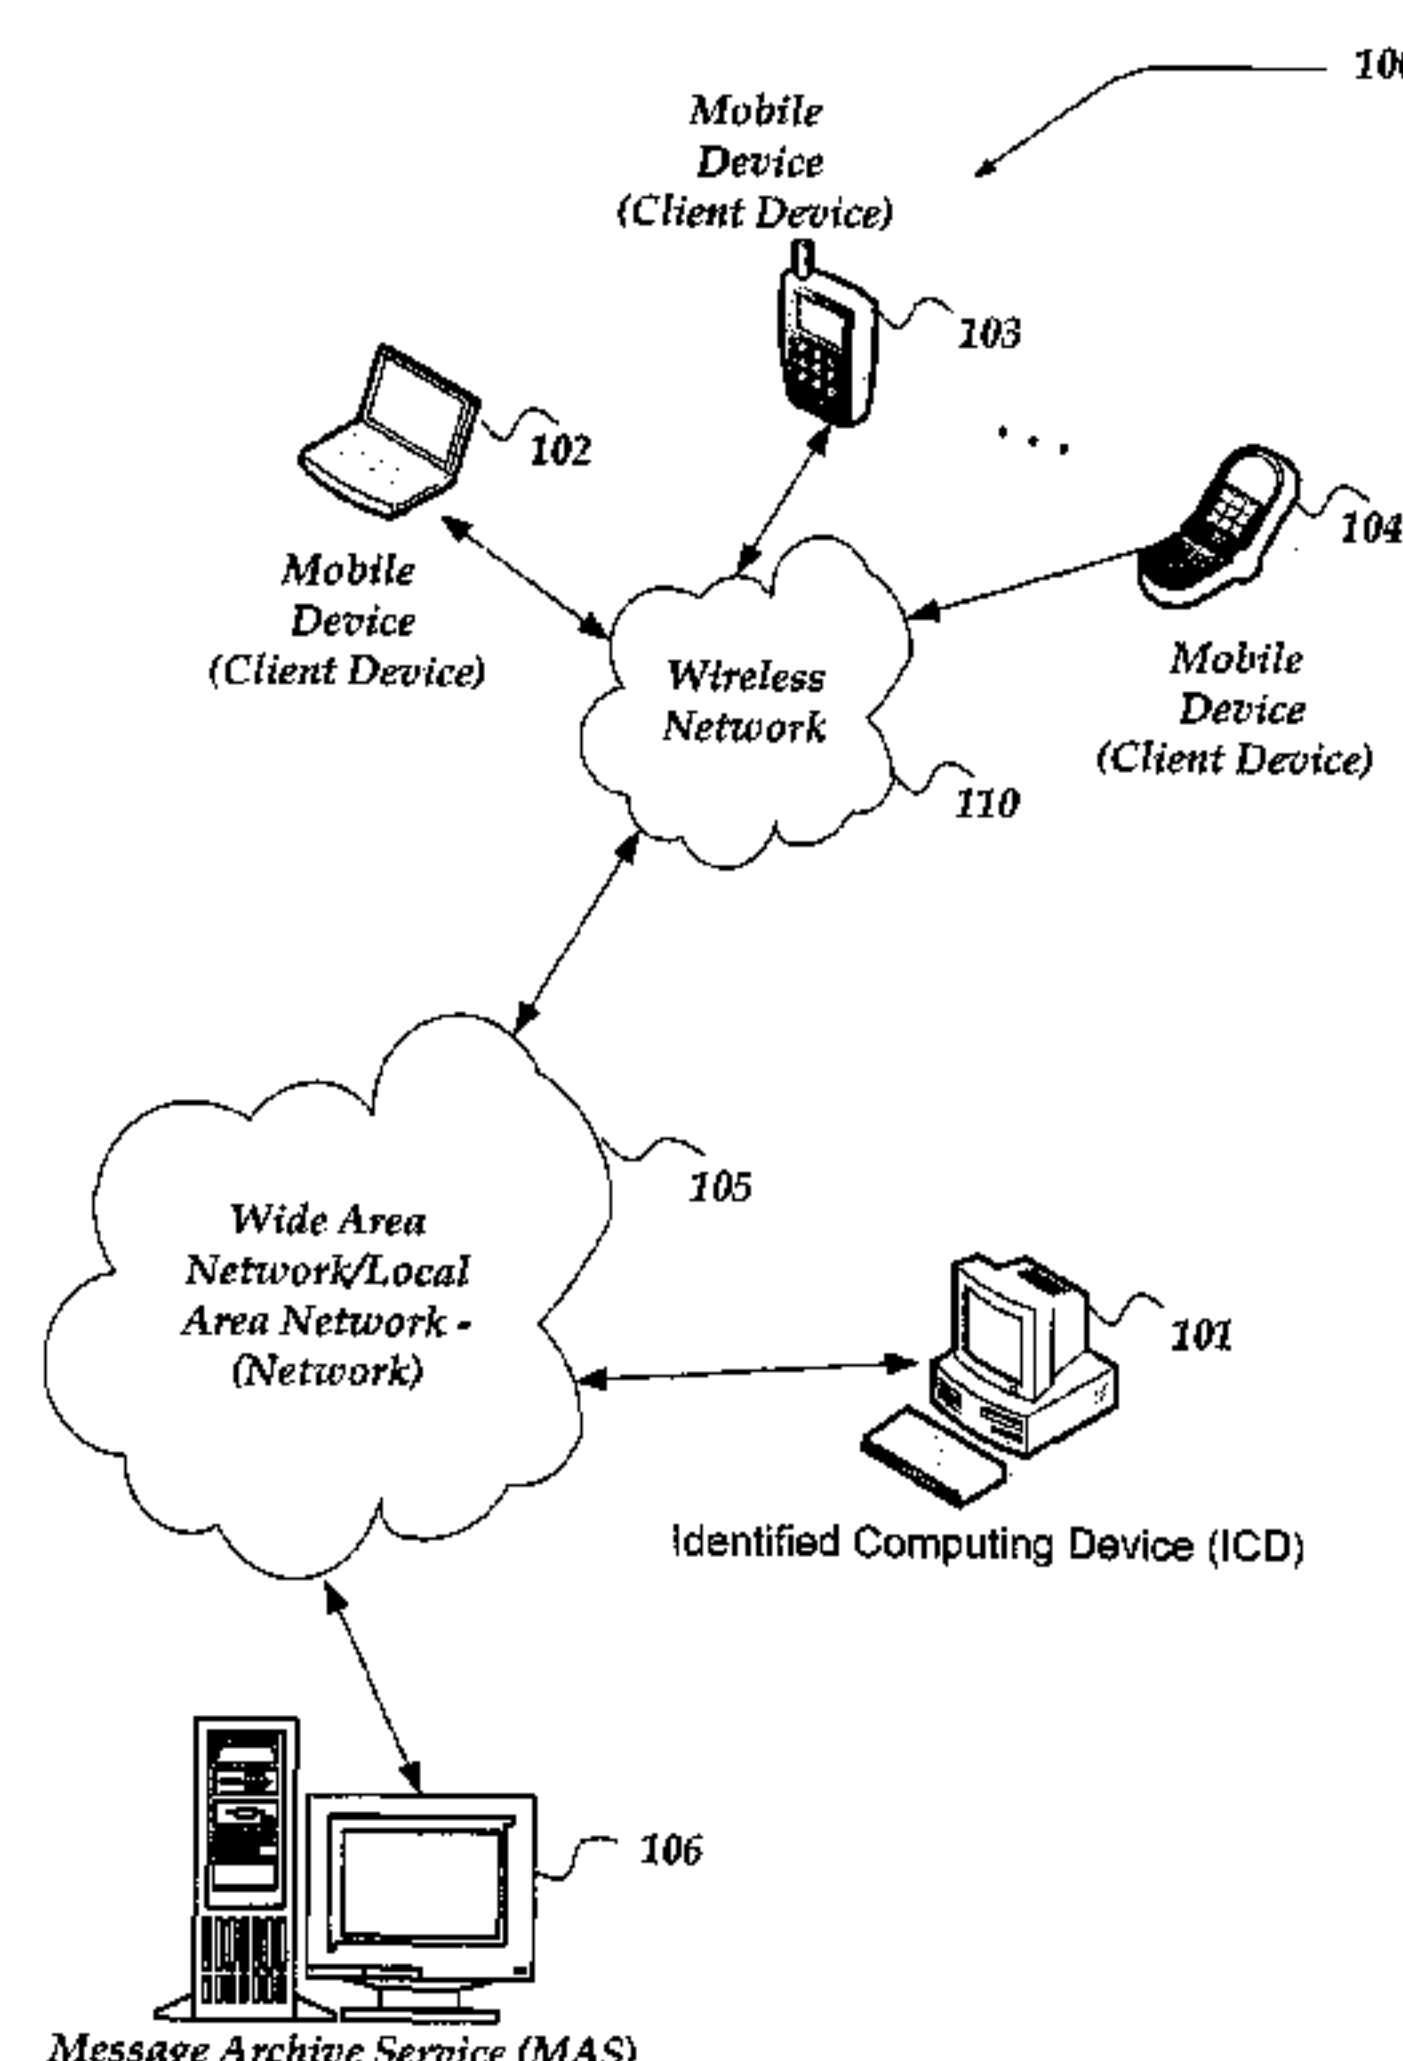 Mobile
Device
(Client Device)
103
102
104
Mobile
Device
(Client Device)
Wireless
Network
Mobile
Device
(Client Device)
110
105
Wide Area
Network/Local
Area Network -
(Network)
101
Identified Computing Device (ICD)
106
Message Archive Service (MAS)